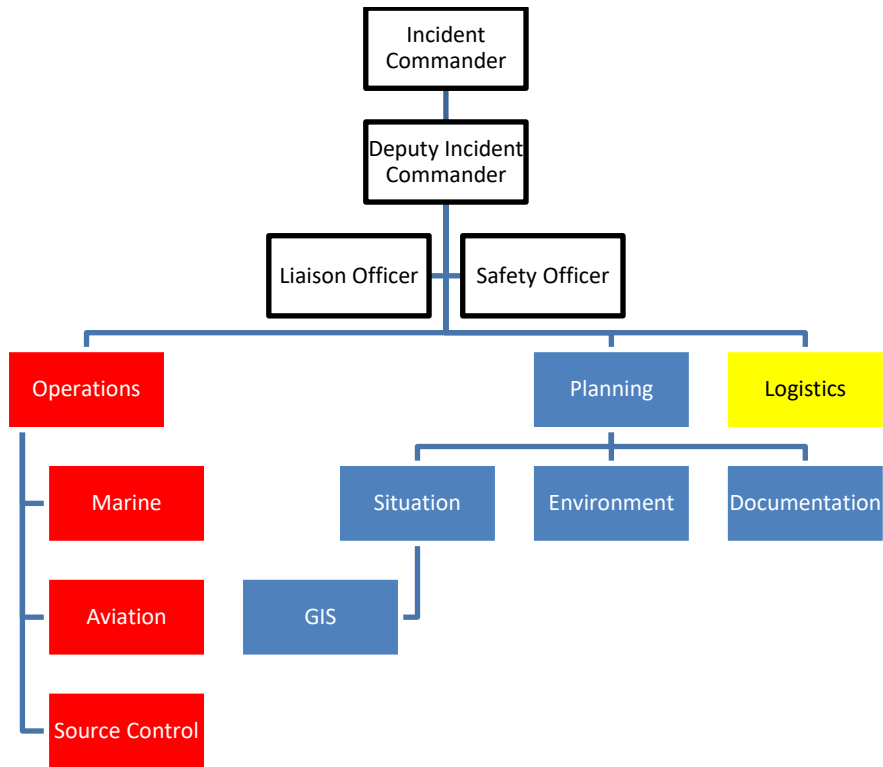 Incident
Commander
Deputy Incident
Commander
Liaison Officer
Safety Officer
Operations
Planning
Logistics
Marine
Situation
Environment
Documentation
Aviation
GIS
Source Control